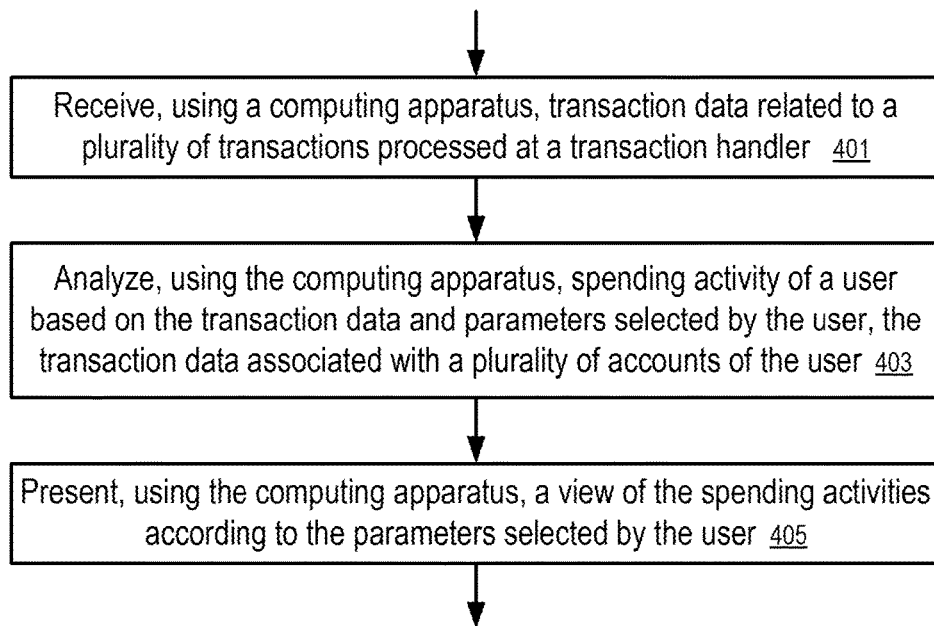 Receive, using a computing apparatus, transaction data related to a
plurality of transactions processed at a transaction handler 401
Analyze, using the computing apparatus, spending activity of a user
based on the transaction data and parameters selected by the user, the
transaction data associated with a plurality of accounts of the user 403
Present, using the computing apparatus, a view of the spending activities
according to the parameters selected by the user 405